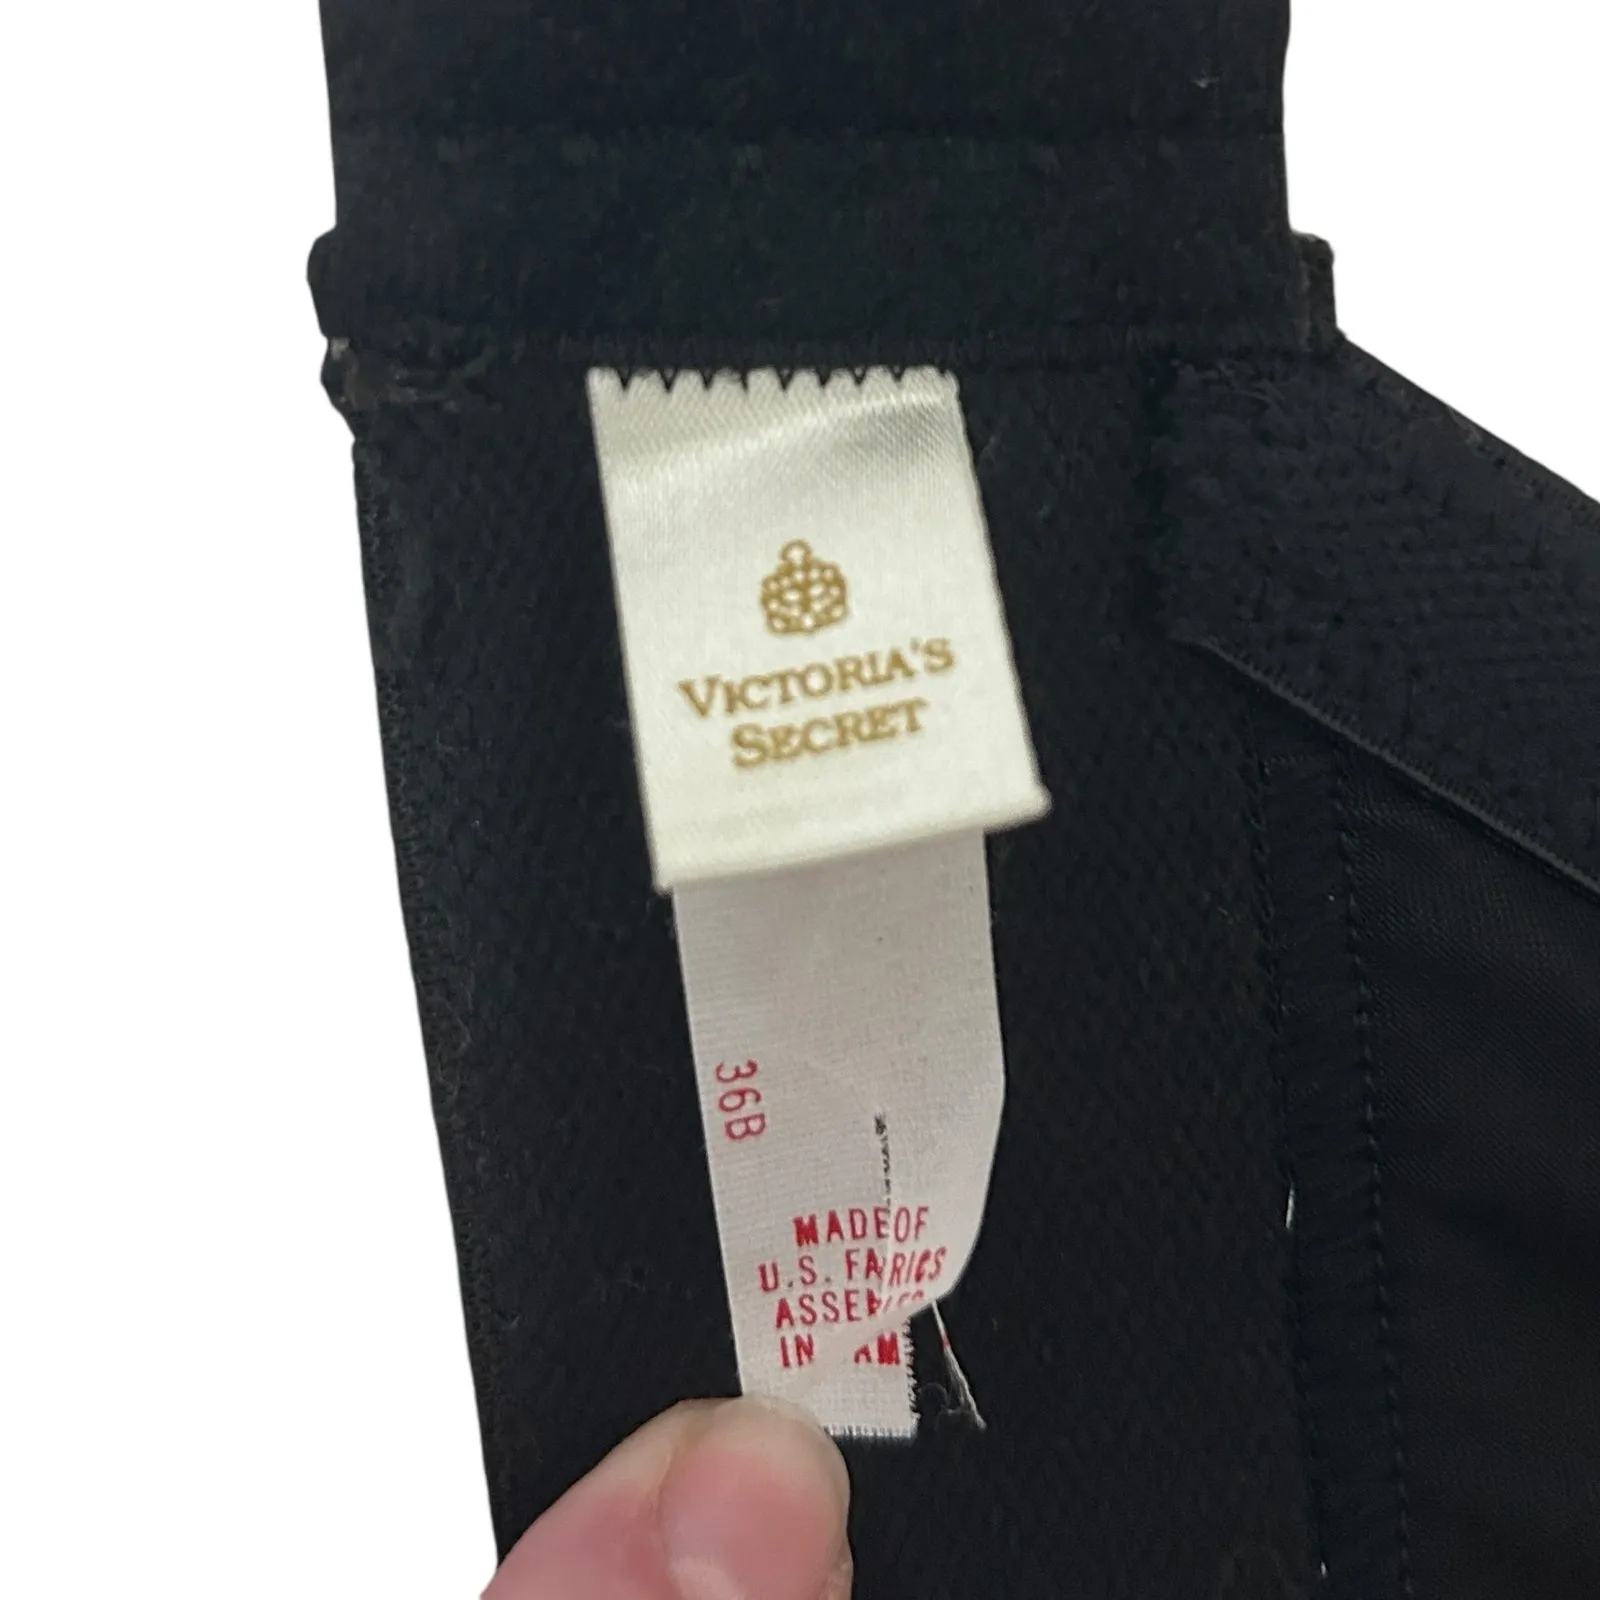 VICTORIA'S
SECRET
36B
MADE OF
U.S. FABRICS
IN